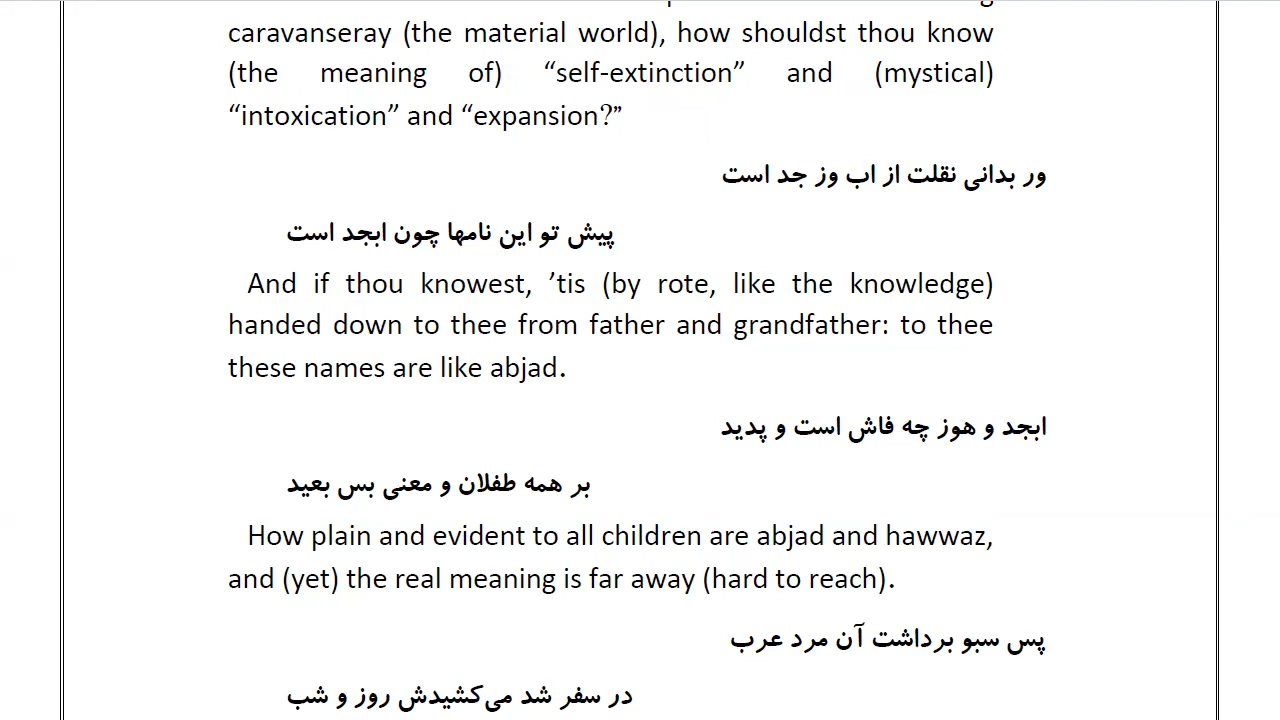 caravanseray (the material world), how shouldst thou know
(the meaning of) “self-extinction” and (mystical)
“intoxication” and “expansion?”
ور بدانی نقلت از اب وز جد است
پیش تو این نامها چون ابجد است
And if thou knowest, ’tis (by rote, like the knowledge)
handed down to thee from father and grandfather: to thee
these names are like abjad.
ابجد و هوز چه فاش است و پدید
بر همه طفلان و معنی بس بعید
How plain and evident to all children are abjad and hawwaz,
and (yet) the real meaning is far away (hard to reach).
پس سبو برداشت آن مرد عرب
در سفر شد می‌کشیدش روز و شب